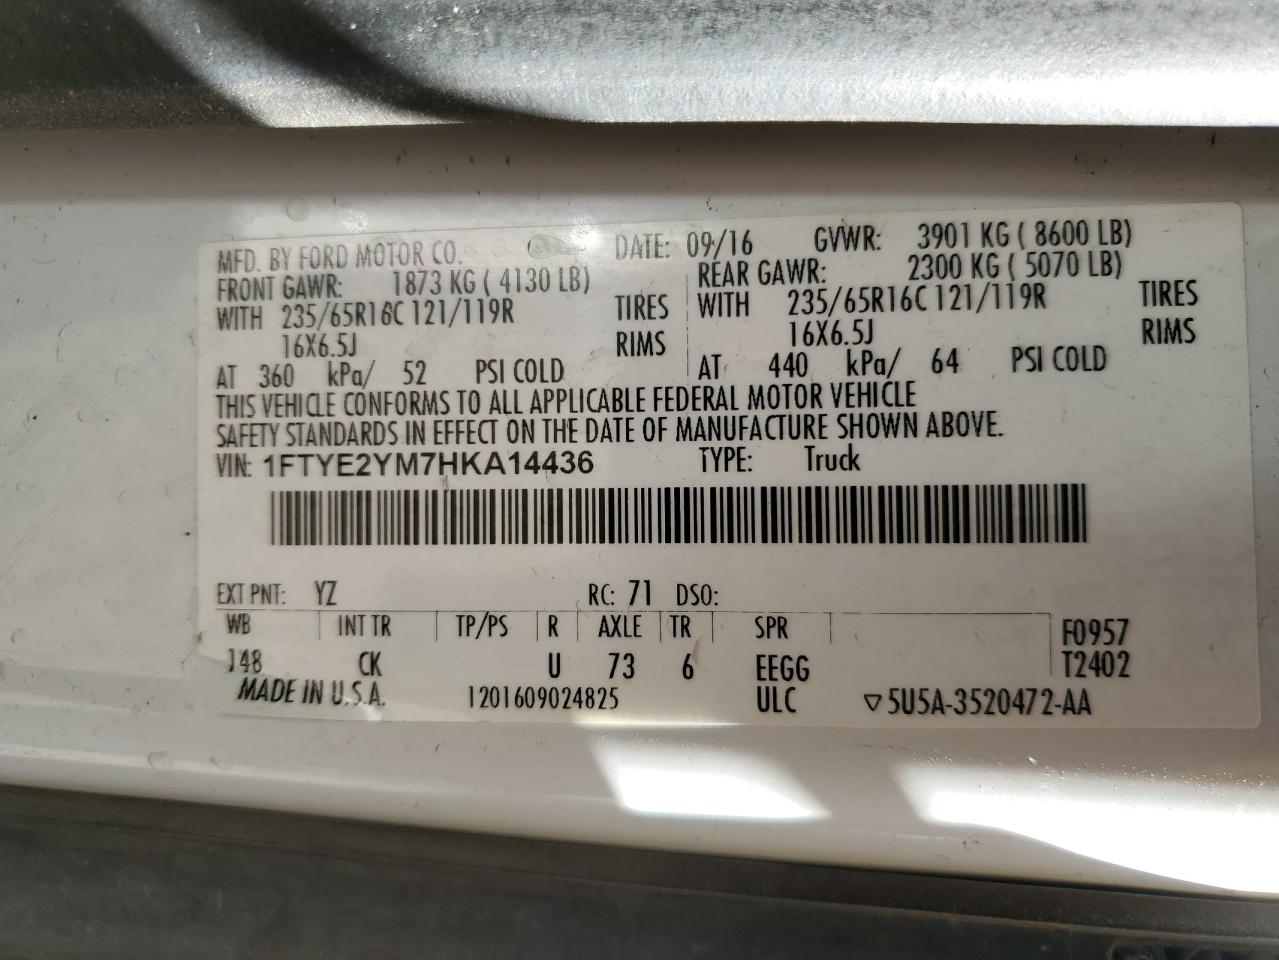 MFD. BY FORD MOTOR CO. DATE: 09/16 GVWR: 3901 KG ( 8600 LB)
FRONT GAWR: 1873 KG ( 4130 LB) REAR GAWR: 2300 KG ( 5070 LB)
WITH 235/65R16C 121/119R TIRES WITH 235/65R16C 121/119R TIRES
16X6.5J RIMS 16X6.5J RIMS
AT 360 kPa/ 52 PSI COLD AT 440 kPa/ 64 PSI COLD
THIS VEHICLE CONFORMS TO ALL APPLICABLE FEDERAL MOTOR VEHICLE
SAFETY STANDARDS IN EFFECT ON THE DATE OF MANUFACTURE SHOWN ABOVE.
VIN: 1FTYE2YM7HKA14436 TYPE: Truck
EXT PNT: YZ RC: 71 DSO:
WB INT TR TP/PS R AXLE TR SPR F0957
148 CK U 73 6 EEGG T2402
MADE IN U.S.A. 1201609024825 ULC ▽5U5A-3520472-AA